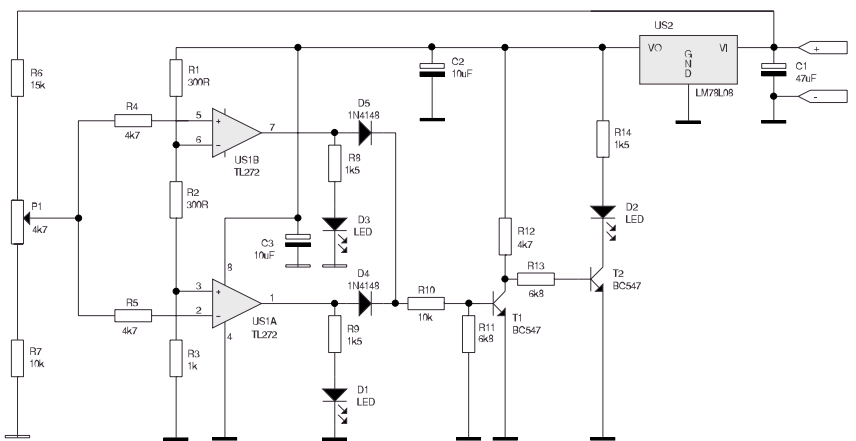 US2
VO
GND
VI
LM78L08
+
-
C1
47uF
R6
15k
R1
300R
C2
10uF
R4
4k7
5
+
6
-
7
US1B
TL272
D5
1N4148
R8
1k5
R14
1k5
P1
4k7
R2
300R
D3
LED
D2
LED
C3
10uF
R12
4k7
8
3
+
2
-
1
4
US1A
TL272
D4
1N4148
R10
10k
R13
6k8
T2
BC547
R5
4k7
R9
1k5
R11
6k8
T1
BC547
R7
10k
R3
1k
D1
LED